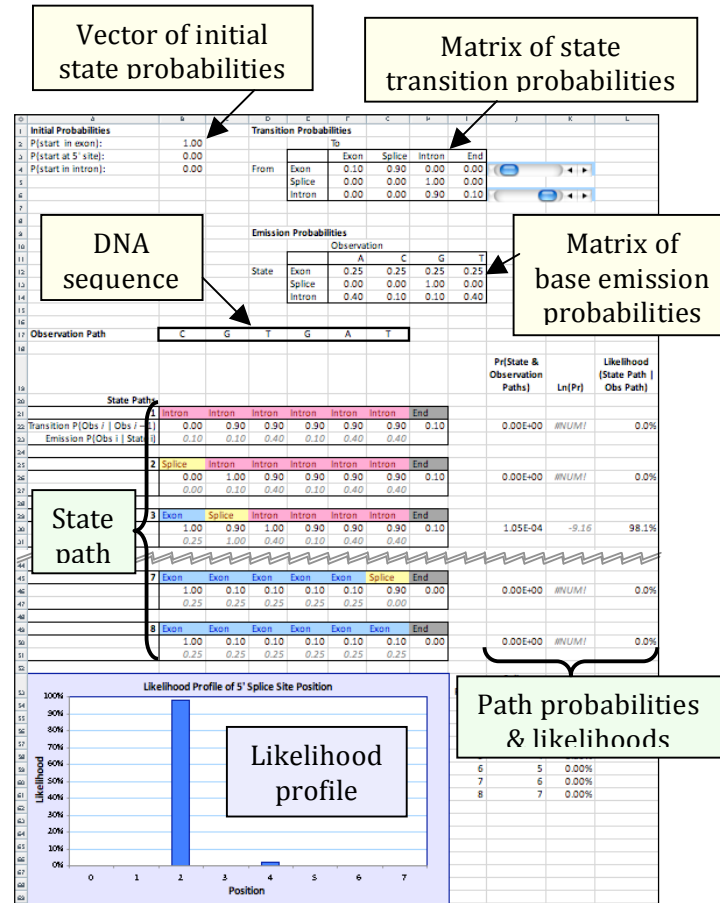 Vector of initial
state probabilities
Matrix of state
transition probabilities
Initial Probabilities Transition Probabilities
P(start in exon): 1.00 To
P(start at 5' site): 0.00 Exon Splice Intron End
P(start in intron): 0.00 From Exon 0.10 0.90 0.00 0.00
Splice 0.00 0.00 1.00 0.00
Intron 0.00 0.00 0.90 0.10
DNA
sequence
Emission Probabilities
Observation
A C G T
State Exon 0.25 0.25 0.25 0.25
Splice 0.00 0.00 1.00 0.00
Intron 0.40 0.10 0.10 0.40
Matrix of
base emission
probabilities
Observation Path C G T G A T
Pr(State & Observation Paths) Ln(Pr) Likelihood (State Path | Obs Path)
State Paths
1 Intron Intron Intron Intron Intron Intron End
Transition P(Obs i | Obs i – 1) 0.00 0.90 0.90 0.90 0.90 0.90 0.10 0.00E+00 #NUM! 0.0%
Emission P(Obs i | State i) 0.10 0.10 0.40 0.10 0.40 0.40
2 Splice Intron Intron Intron Intron Intron End
0.00 1.00 0.90 0.90 0.90 0.90 0.10 0.00E+00 #NUM! 0.0%
0.00 0.10 0.40 0.10 0.40 0.40
3 Exon Splice Intron Intron Intron Intron End
1.00 0.90 1.00 0.90 0.90 0.90 0.10 1.05E-04 -9.16 98.1%
0.25 1.00 0.40 0.10 0.40 0.40
State
path
7 Exon Exon Exon Exon Exon Splice End
1.00 0.10 0.10 0.10 0.10 0.90 0.00 0.00E+00 #NUM! 0.0%
0.25 0.25 0.25 0.25 0.25 0.00
8 Exon Exon Exon Exon Exon Exon End
1.00 0.10 0.10 0.10 0.10 0.10 0.00 0.00E+00 #NUM! 0.0%
0.25 0.25 0.25 0.25 0.25 0.25
Path probabilities
& likelihoods
Likelihood Profile of 5' Splice Site Position
100%
90%
80%
70%
60%
50%
40%
30%
20%
10%
0%
Likelihood
Likelihood
profile
0 1 2 3 4 5 6 7
Position
6 5 0.00%
7 6 0.00%
8 7 0.00%